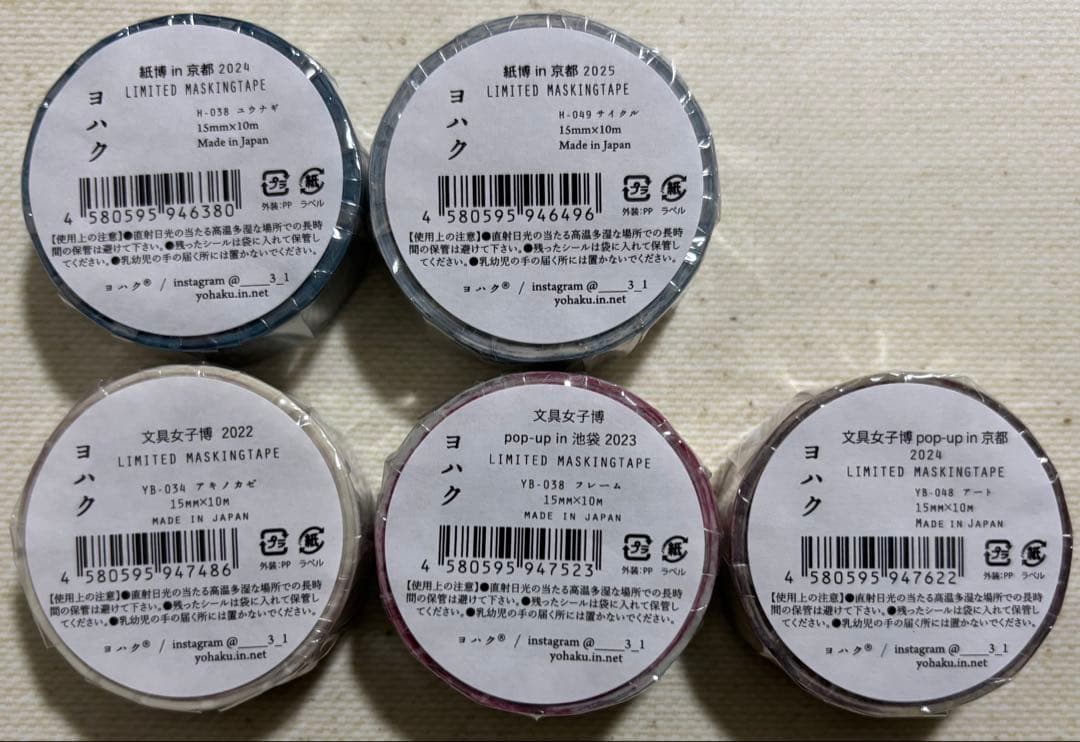 紙博 in 京都 2024
LIMITED MASKINGTAPE
ヨハク
H-038 ユウナギ
15mm×10m
Made in Japan
プラ
紙
外装:PP ラベル
4 580595 946380
【使用上の注意】●直射日光の当たる高温多湿な場所での長時
間の保管は避けて下さい。●残ったシールは袋に入れて保管し
てください。●乳幼児の手の届く所には置かないでください。
ヨハク® / instagram @____3_1
yohaku.in.net
紙博 in 京都 2025
LIMITED MASKINGTAPE
ヨハク
H-049 サイクル
15mm×10m
Made in Japan
プラ
紙
外装:PP ラベル
4 580595 946496
【使用上の注意】●直射日光の当たる高温多湿な場所での長時
間の保管は避けて下さい。●残ったシールは袋に入れて保管し
てください。●乳幼児の手の届く所には置かないでください。
ヨハク® / instagram @____3_1
yohaku.in.net
文具女子博 2022
LIMITED MASKINGTAPE
ヨハク
YB-034 アキノカゼ
15MM×10M
MADE IN JAPAN
プラ
紙
外装:PP ラベル
4 580595 947486
【使用上の注意】●直射日光の当たる高温多湿な場所での長時
間の保管は避けて下さい。●残ったシールは袋に入れて保管し
てください。●乳幼児の手の届く所には置かないでください。
ヨハク® / instagram @____3_1
yohaku.in.net
文具女子博
pop-up in 池袋 2023
LIMITED MASKINGTAPE
ヨハク
YB-038 フレーム
15MM×10M
MADE IN JAPAN
プラ
紙
外装:PP ラベル
4 580595 947523
【使用上の注意】●直射日光の当たる高温多湿な場所での長時
間の保管は避けて下さい。●残ったシールは袋に入れて保管し
てください。●乳幼児の手の届く所には置かないでください。
ヨハク® / instagram @____3_1
yohaku.in.net
文具女子博 pop-up in 京都
2024
LIMITED MASKINGTAPE
ヨハク
YB-048 アート
15MM×10M
MADE IN JAPAN
プラ
紙
外装:PP ラベル
4 580595 947622
【使用上の注意】●直射日光の当たる高温多湿な場所での長時
間の保管は避けて下さい。●残ったシールは袋に入れて保管し
てください。●乳幼児の手の届く所には置かないでください。
ヨハク® / instagram @____3_1
yohaku.in.net